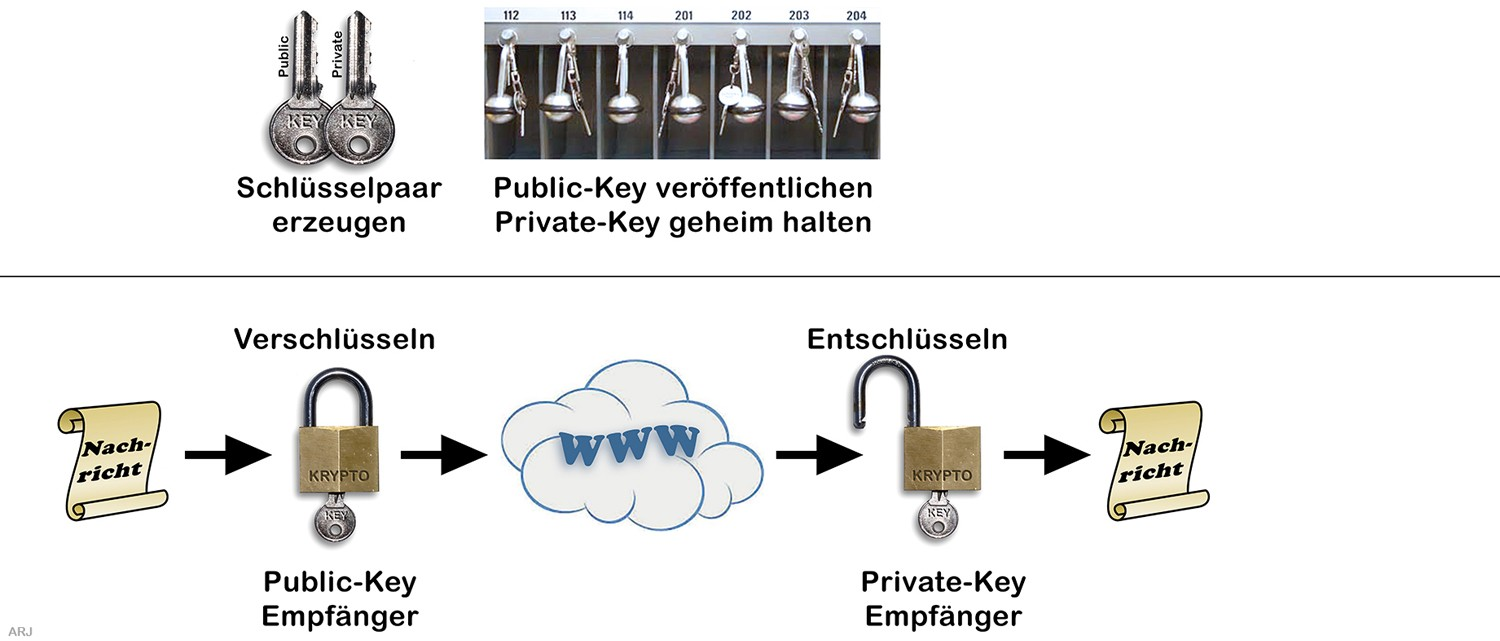 Public
Private
KEY
KEY
112 113 114 201 202 203 204
Schlüsselpaar
erzeugen
Public-Key veröffentlichen
Private-Key geheim halten
Verschlüsseln
Entschlüsseln
Nach-
richt
KRYPTO
KEY
WWW
KRYPTO
KEY
Nach-
richt
Public-Key
Empfänger
Private-Key
Empfänger
ARJ